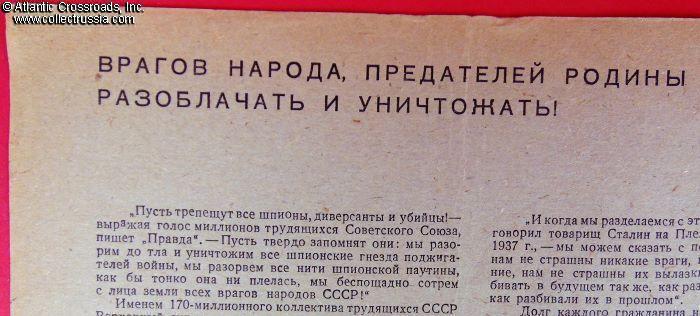 © Atlantic Crossroads, Inc.
www.collectrussia.com
ВРАГОВ НАРОДА, ПРЕДАТЕЛЕЙ РОДИНЫ
РАЗОБЛАЧАТЬ И УНИЧТОЖАТЬ!
„Пусть трепещут все шпионы, диверсанты и убийцы!—
выражая голос миллионов трудящихся Советского Союза,
пишет „Правда“. — Пусть твердо запомнят они: мы разо-
рим до тла и уничтожим все шпионские гнезда поджига-
телей войны, мы разорвем все нити шпионской паутины,
как бы тонко она ни плелась, мы беспощадно сотрем
с лица земли всех врагов народов СССР!“
Именем 170-миллионного коллектива трудящихся СССР
„И когда мы разделаемся с
говорил товарищ Сталин на
1937 г., — мы можем сказать с
нам не страшны никакие враги,
ние, нам не страшны их
бивать в будущем так же, как
как разбивали их в прошлом“.
Долг каждого гражданина